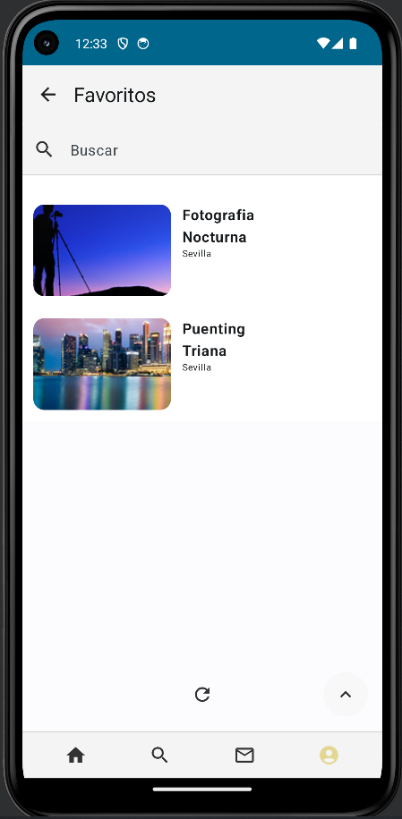 12:33
Favoritos
Buscar
Fotografia
Nocturna
Sevilla
Puenting
Triana
Sevilla